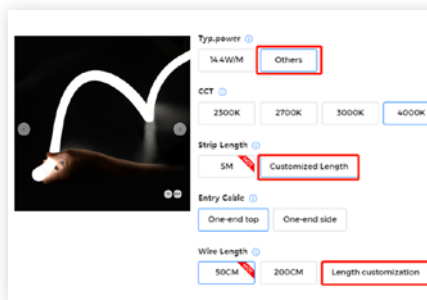 Typ.power
14.4W/M Others
CCT
2500K 2700K 3000K 4000K
Strip Length
5M Customized Length
Entry Cable
One-end top One-end side
Wire Length
50CM 200CM Length customization